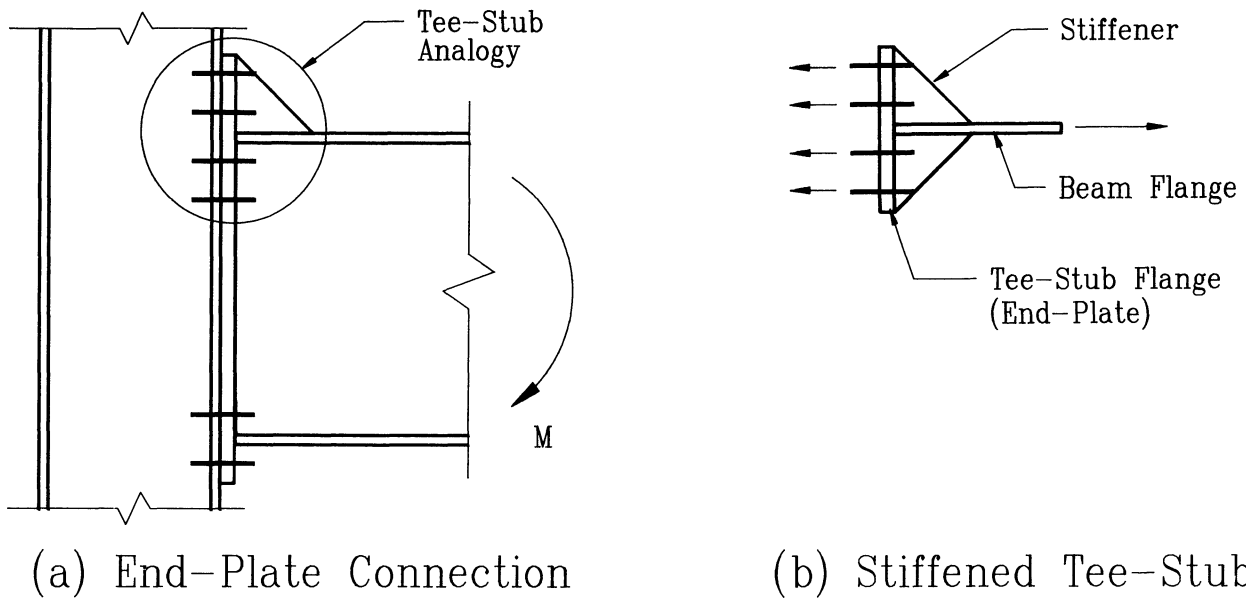 Tee-Stub
Analogy
M
(a) End-Plate Connection
Stiffener
Beam Flange
Tee-Stub Flange
(End-Plate)
(b) Stiffened Tee-Stub